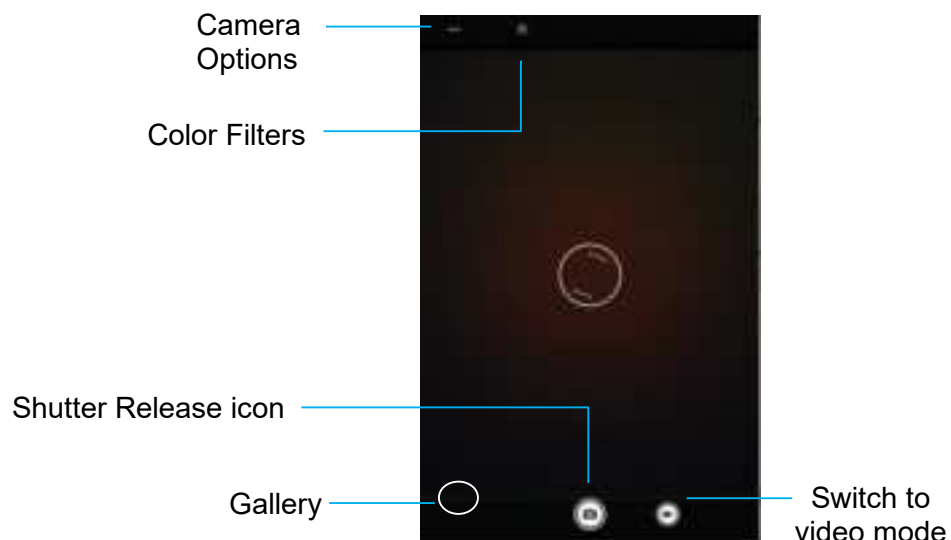 Camera
Options
Color Filters
Shutter Release icon
Gallery
Switch to
video mode